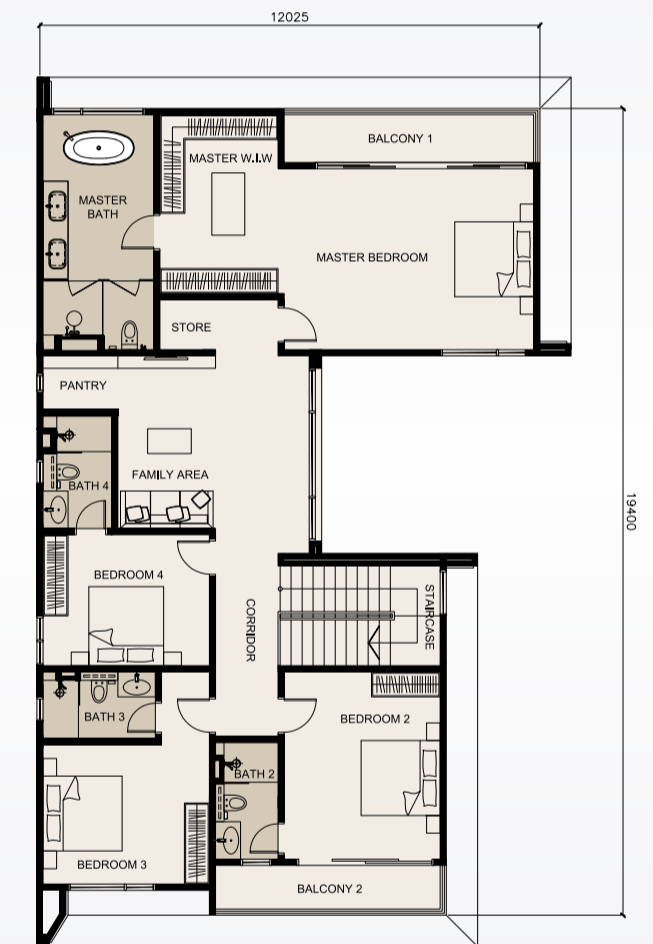 12025
BALCONY 1
MASTER W.I.W
MASTER
BATH
MASTER BEDROOM
STORE
PANTRY
FAMILY AREA
BATH 4
19400
BEDROOM 4
CORRIDOR
STAIRCASE
BATH 3
BEDROOM 2
BATH 2
BEDROOM 3
BALCONY 2